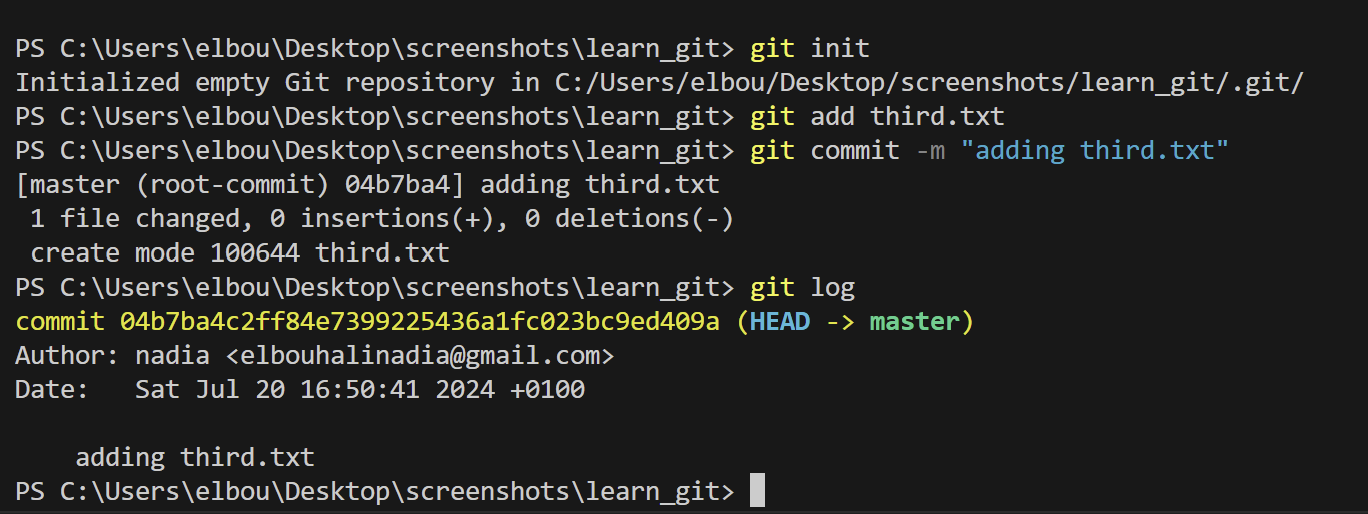 PS C:\Users\elbou\Desktop\screenshots\learn_git> git init
Initialized empty Git repository in C:/Users/elbou/Desktop/screenshots/learn_git/.git/
PS C:\Users\elbou\Desktop\screenshots\learn_git> git add third.txt
PS C:\Users\elbou\Desktop\screenshots\learn_git> git commit -m "adding third.txt"
[master (root-commit) 04b7ba4] adding third.txt
 1 file changed, 0 insertions(+), 0 deletions(-)
 create mode 100644 third.txt
PS C:\Users\elbou\Desktop\screenshots\learn_git> git log
commit 04b7ba4c2ff84e7399225436a1fc023bc9ed409a (HEAD -> master)
Author: nadia <elbouhalinadia@gmail.com>
Date:   Sat Jul 20 16:50:41 2024 +0100

    adding third.txt
PS C:\Users\elbou\Desktop\screenshots\learn_git>